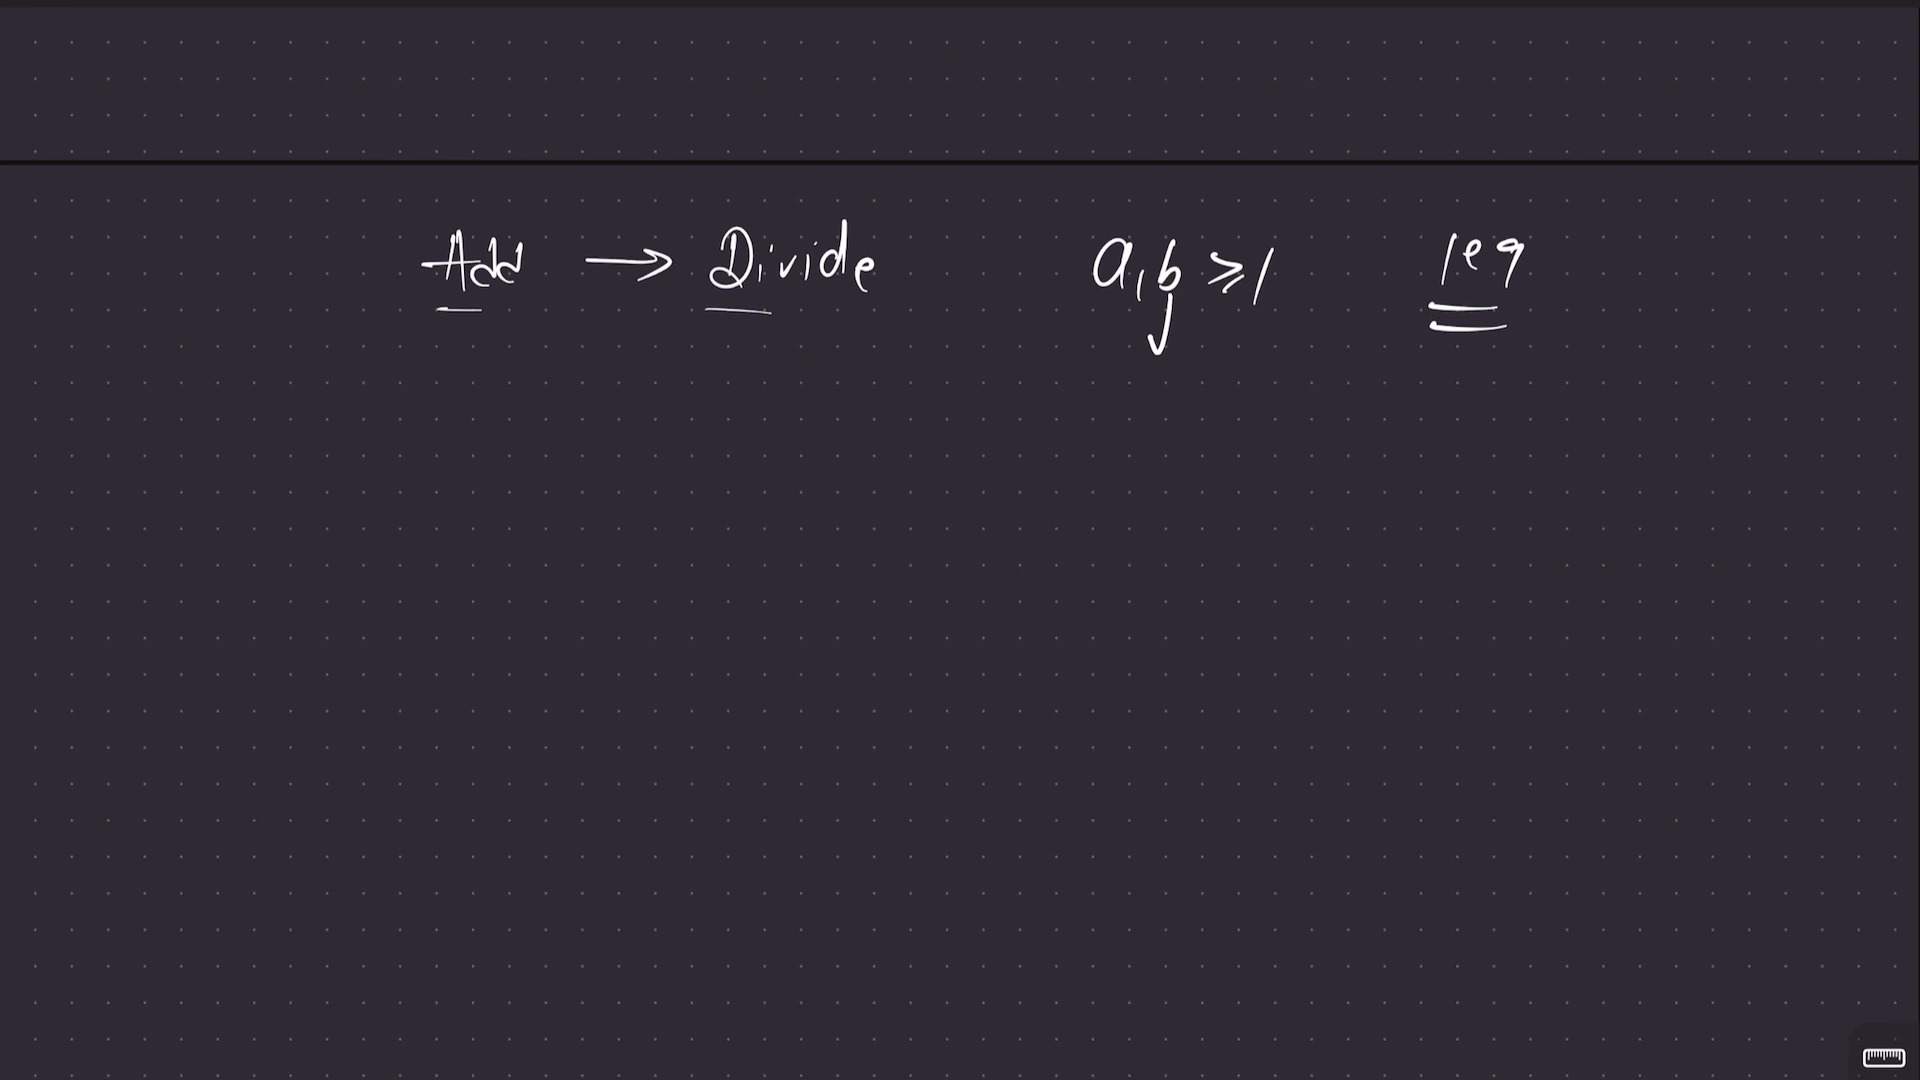 Add → Divide a,b ≥ 1 1e9